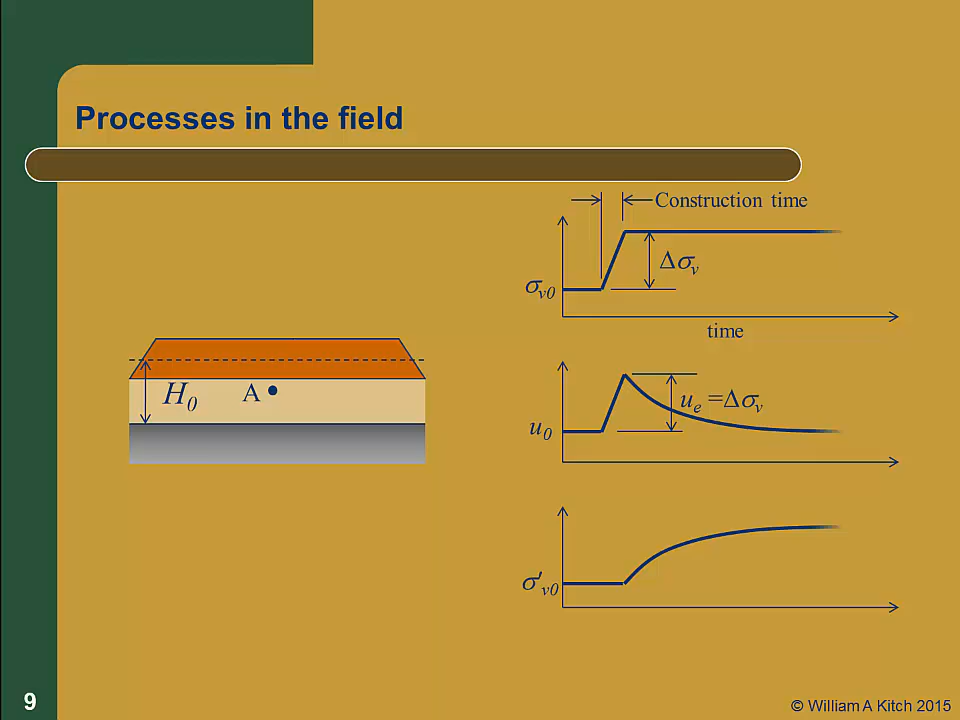 Processes in the field
Construction time
Δσv
σv0
time
H0
A
ue =Δσv
u0
σ'v0
9
© William A Kitch 2015